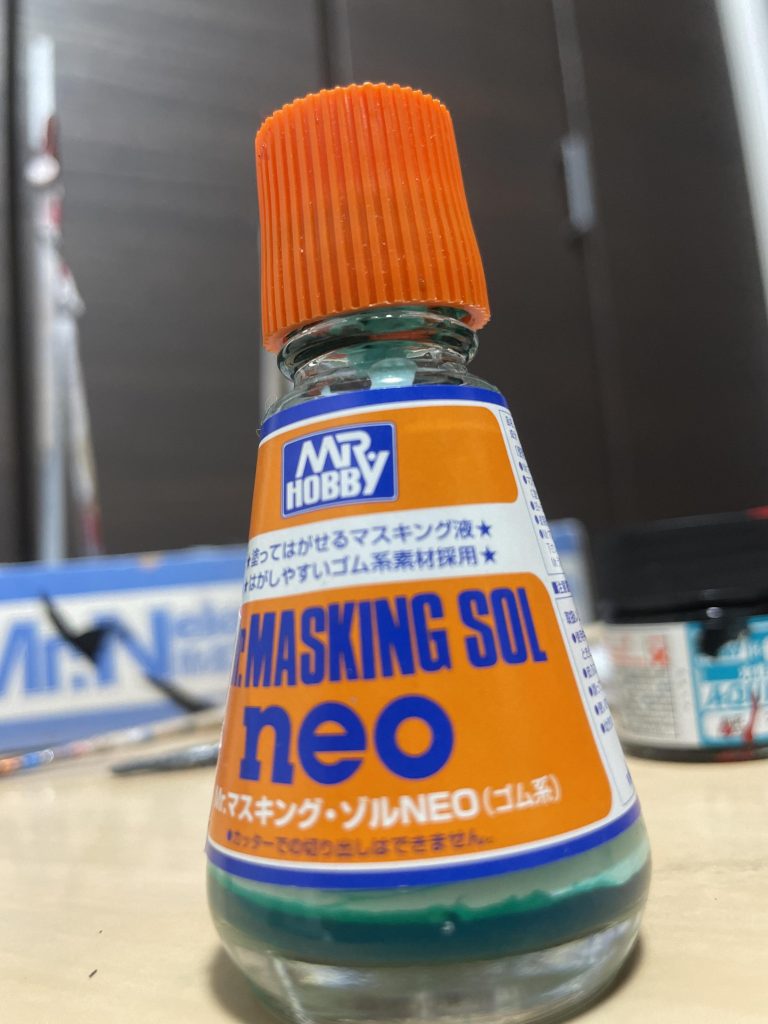 MR.
HOBBY
★塗ってはがせるマスキング液★
★はがしやすいゴム系素材採用★
Mr.MASKING SOL
neo
Mr.マスキング・ゾルNEO(ゴム系)
●カッターでの切り出しはできません。
Mr.N